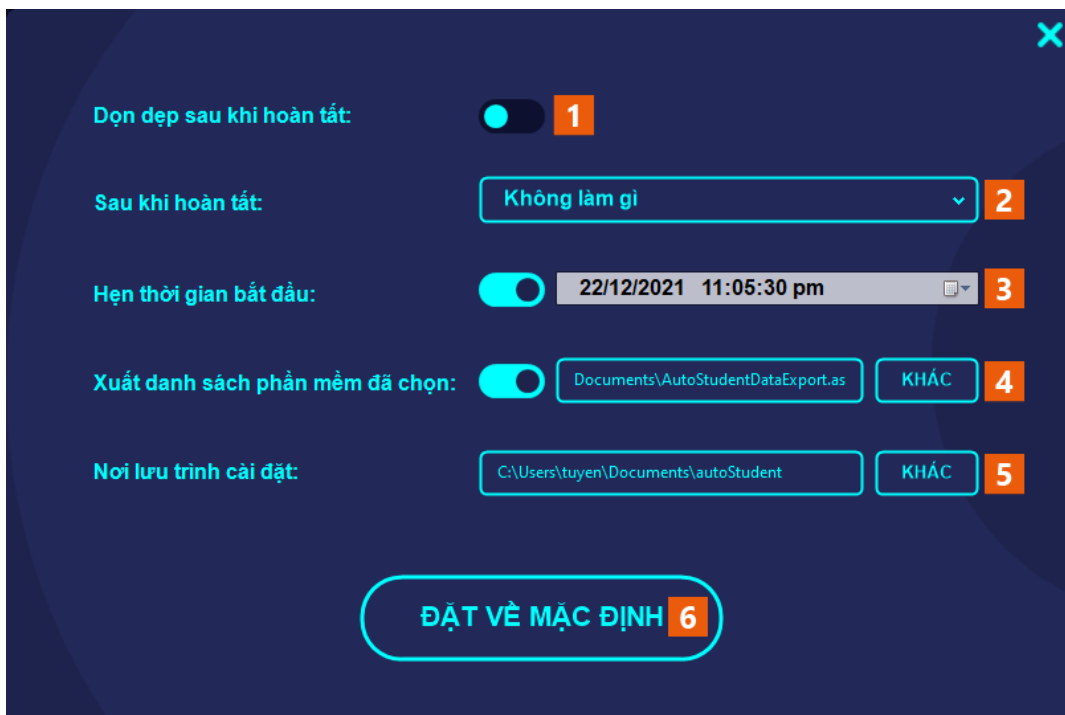 Dọn dẹp sau khi hoàn tất: 1
Sau khi hoàn tất: Không làm gì 2
Hẹn thời gian bắt đầu: 22/12/2021 11:05:30 pm 3
Xuất danh sách phần mềm đã chọn: Documents\AutoStudentDataExport.as KHÁC 4
Nơi lưu trình cài đặt: C:\Users\tuyen\Documents\autoStudent KHÁC 5
ĐẶT VỀ MẶC ĐỊNH 6